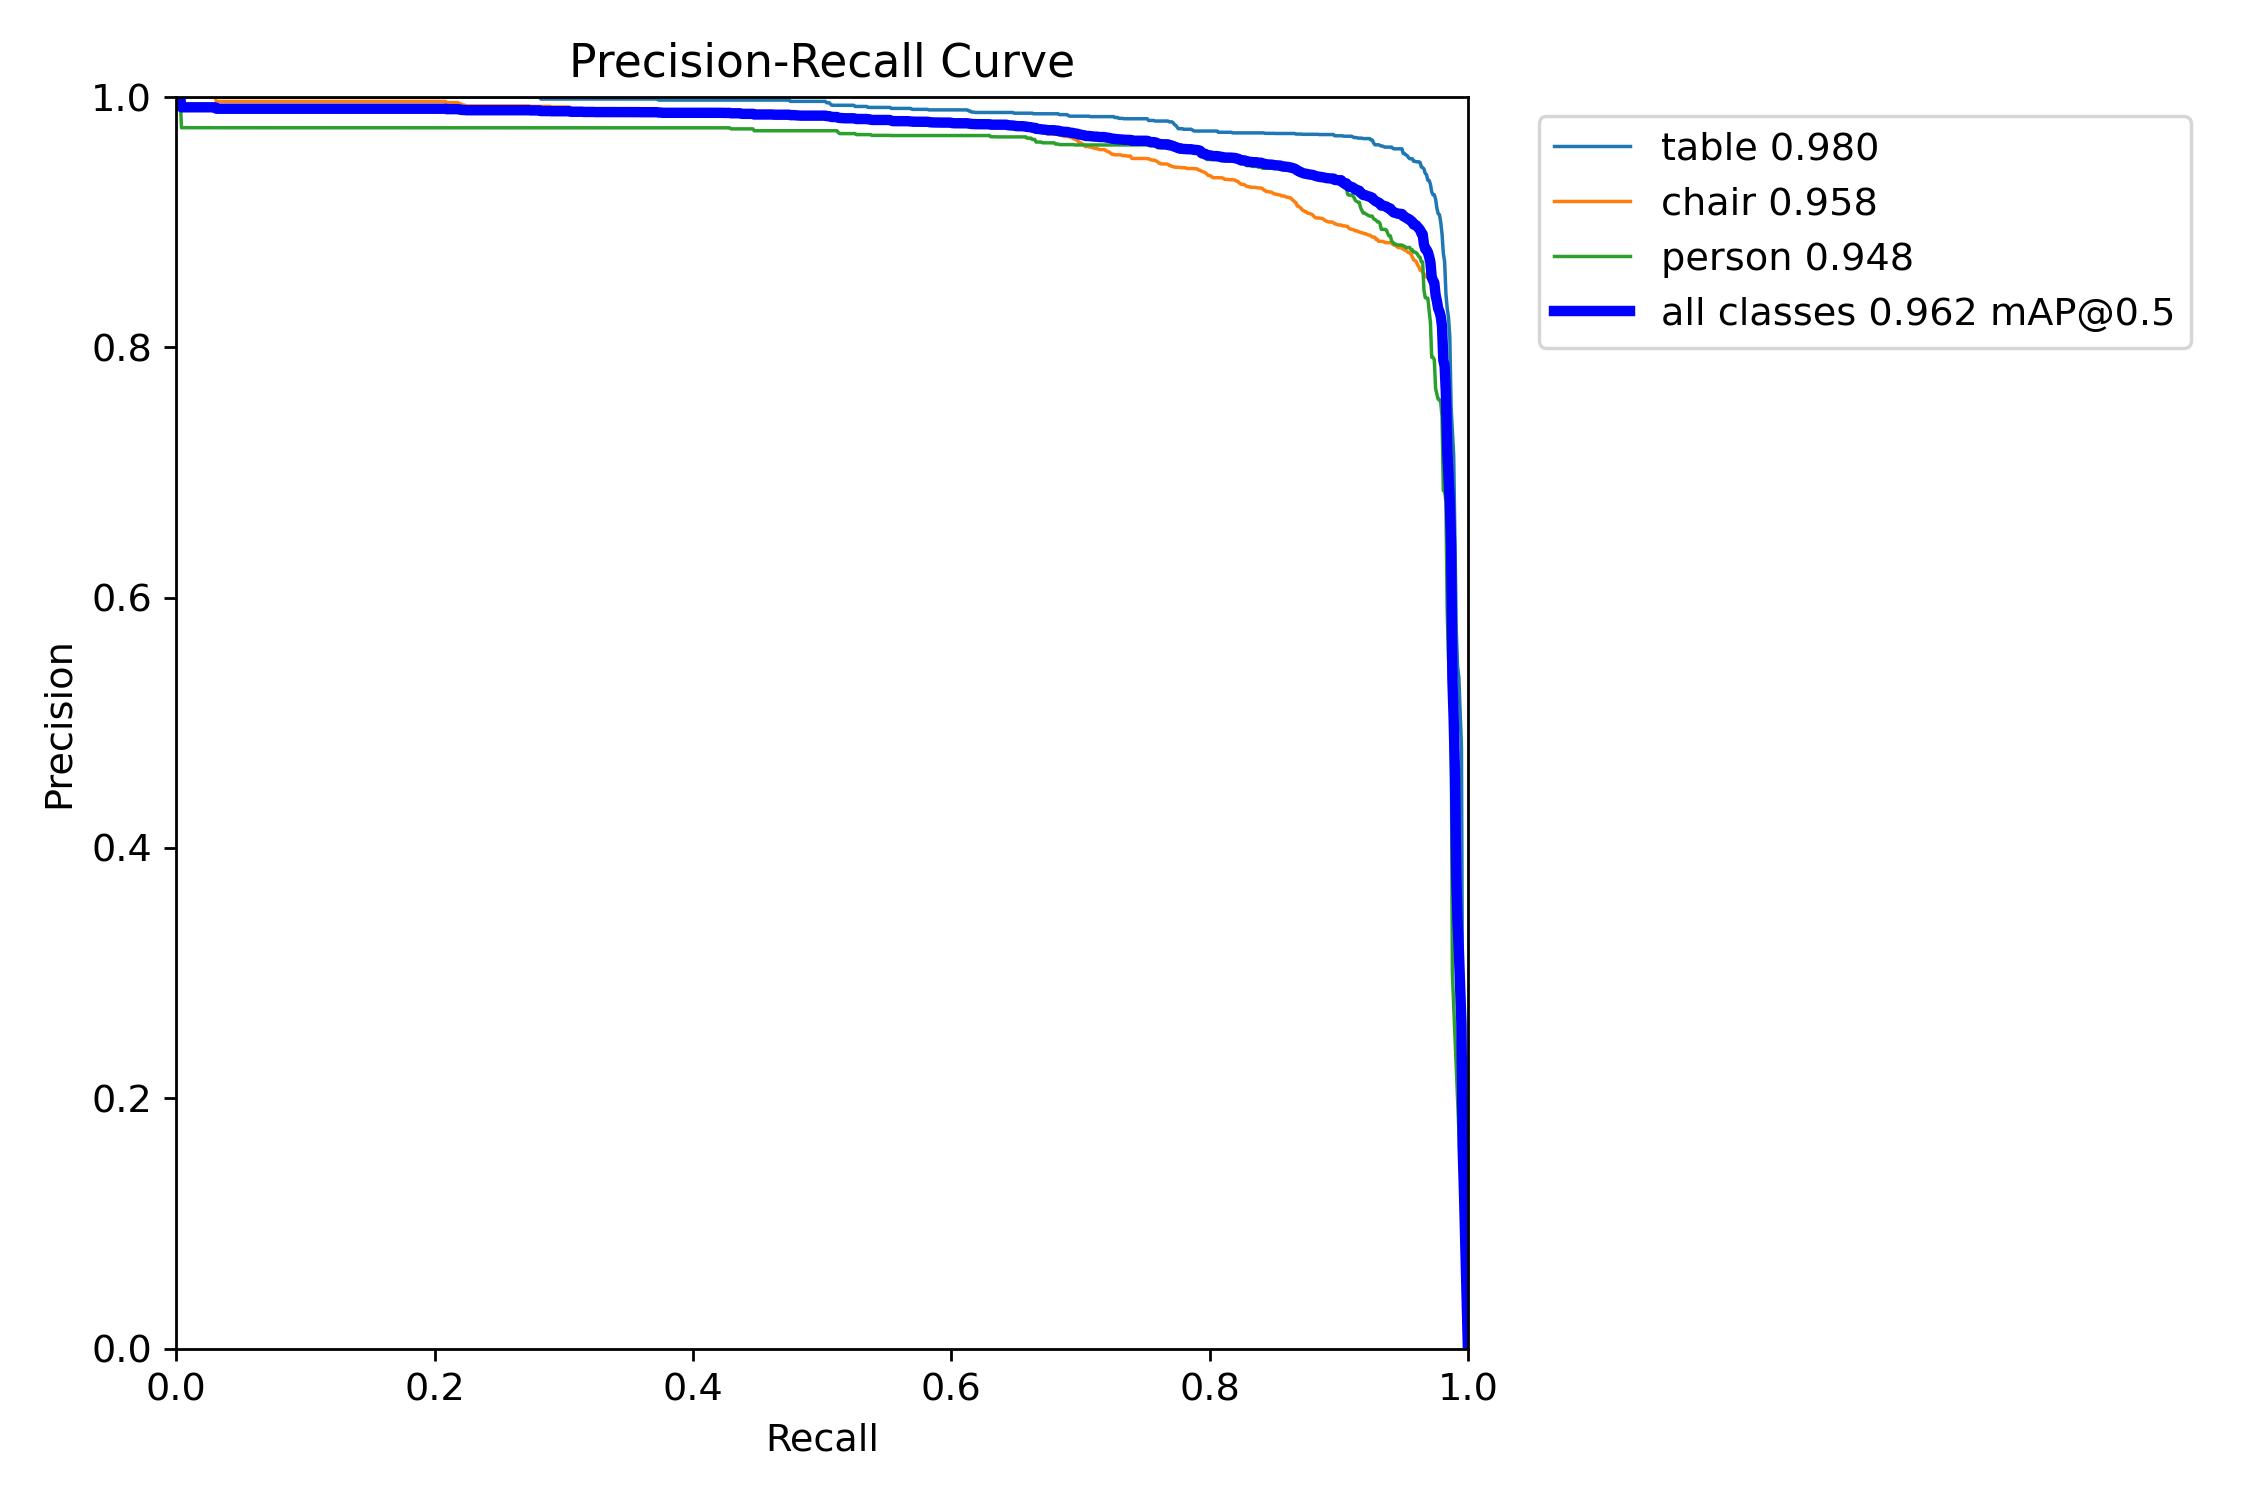 Precision-Recall Curve
1.0
0.8
0.6
0.4
0.2
0.0
Precision
0.0 0.2 0.4 0.6 0.8 1.0
Recall
table 0.980
chair 0.958
person 0.948
all classes 0.962 mAP@0.5